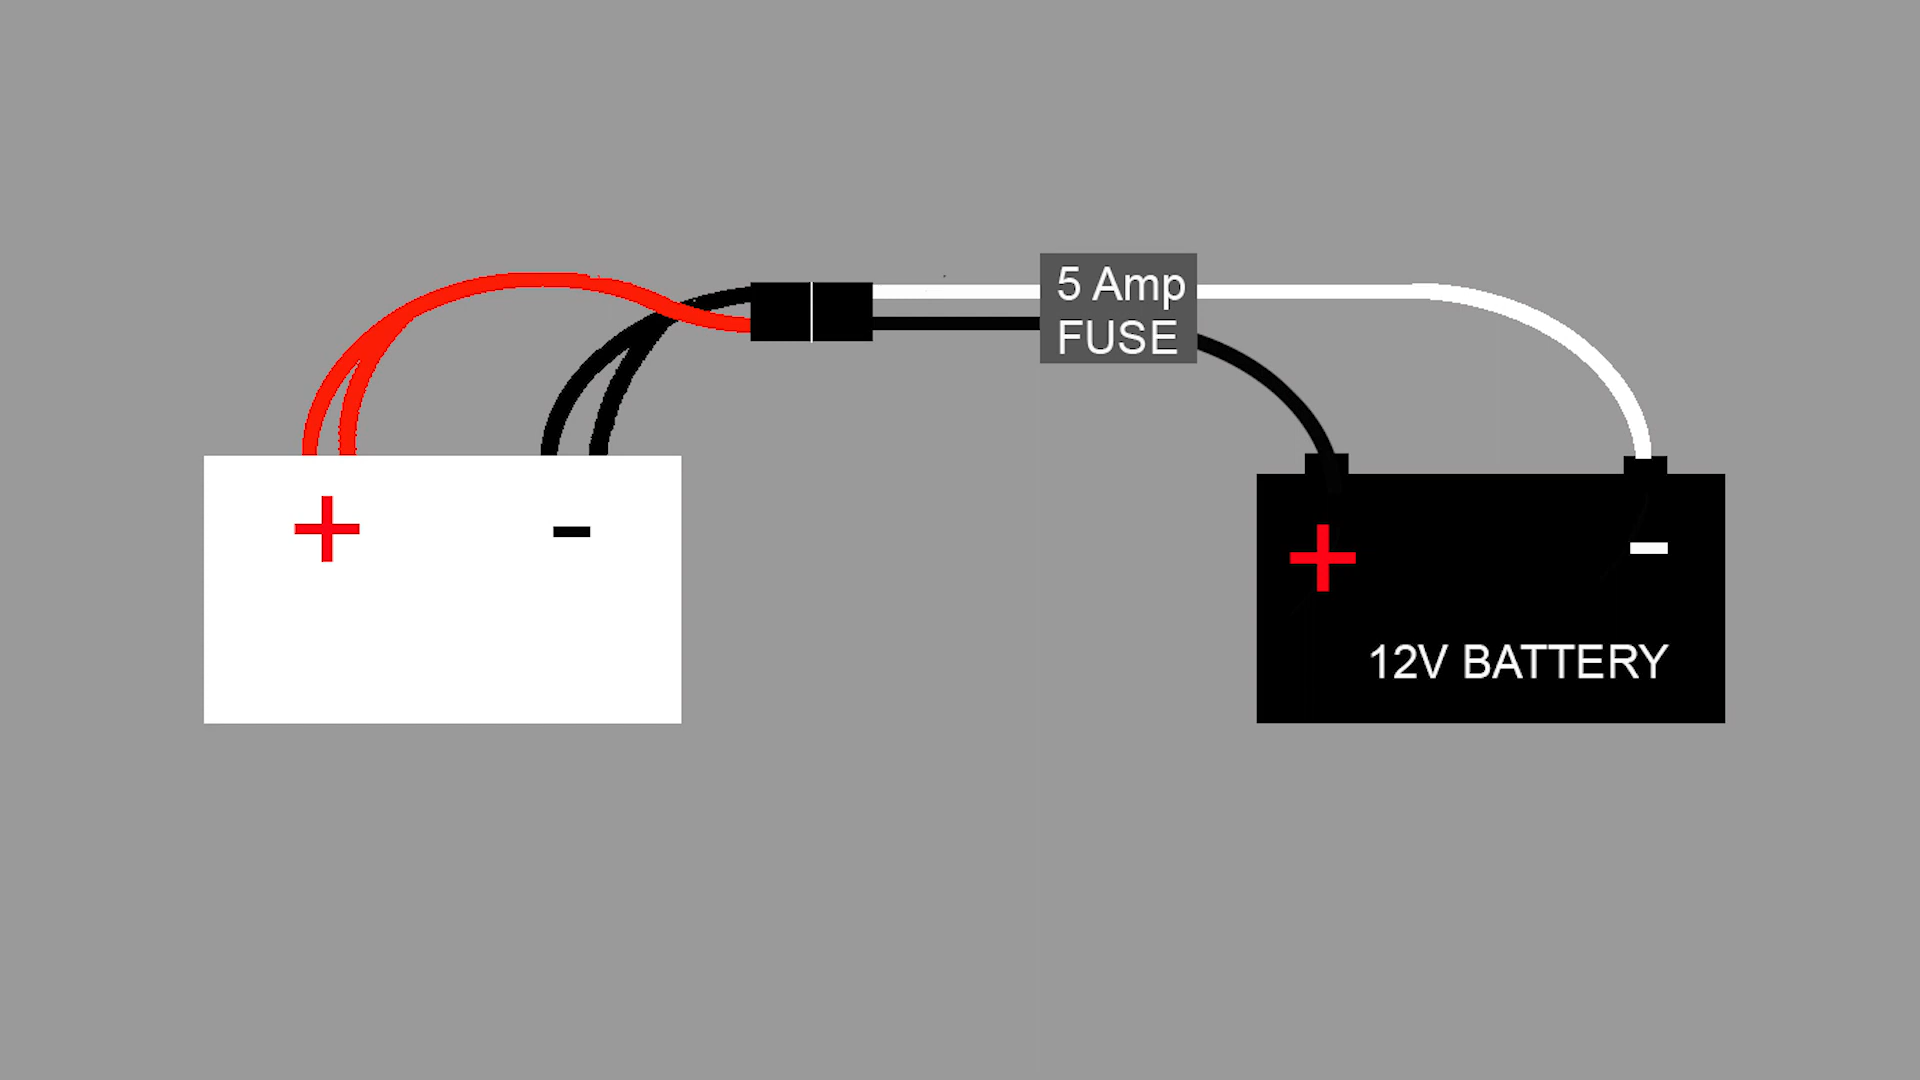 5 Amp
FUSE
+ -
+ -
12V BATTERY